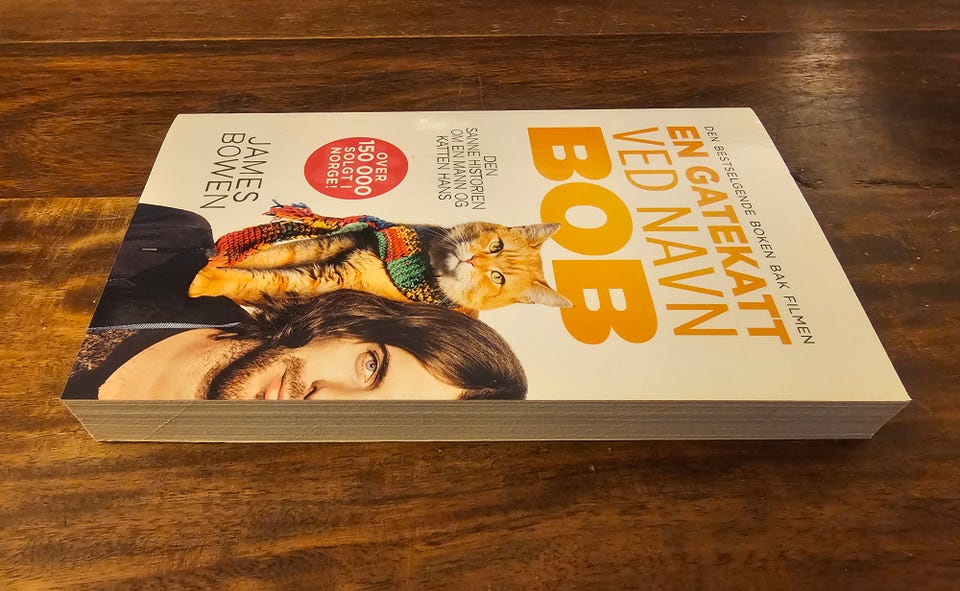 DEN BESTSELGENDE BOKEN BAK FILMEN
EN GATEKATT
VED NAVN
BOB
DEN
SANNE HISTORIEN
OM EN MANN OG
KATTEN HANS
OVER
150 000
SOLGT I
NORGE!
JAMES
BOWEN